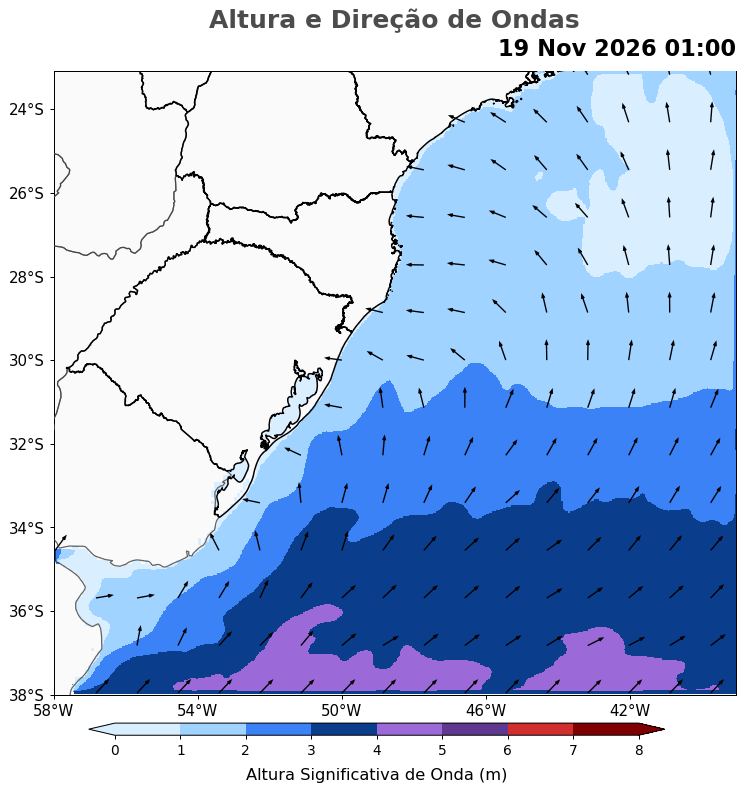 Altura e Direção de Ondas
19 Nov 2026 01:00
24°S
26°S
28°S
30°S
32°S
34°S
36°S
38°S
58°W 54°W 50°W 46°W 42°W
0 1 2 3 4 5 6 7 8
Altura Significativa de Onda (m)